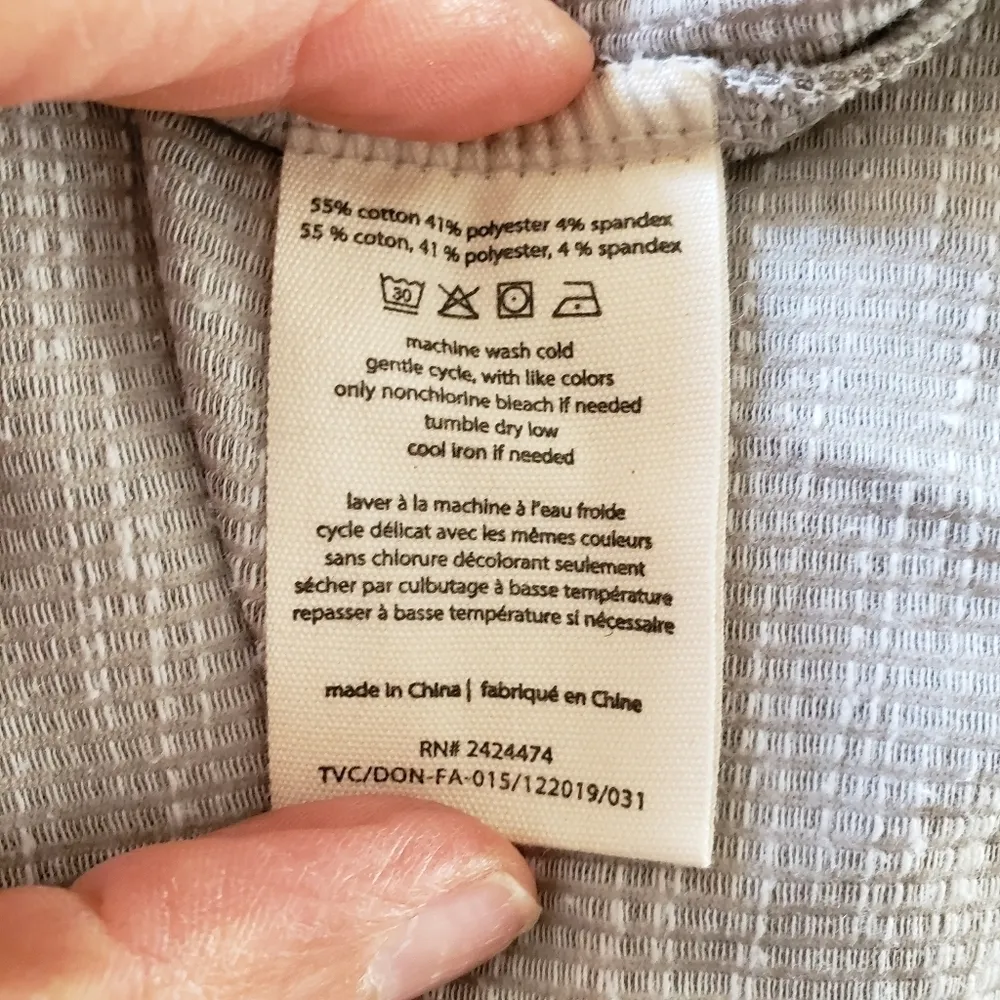 55% cotton 41% polyester 4% spandex
55 % coton, 41 % polyester, 4 % spandex
30
machine wash cold
gentle cycle, with like colors
only nonchlorine bleach if needed
tumble dry low
cool iron if needed
laver à la machine à l'eau froide
cycle délicat avec les mêmes couleurs
sans chlorure décolorant seulement
sécher par culbutage à basse température
repasser à basse température si nécessaire
made in China | fabriqué en Chine
RN# 2424474
TVC/DON-FA-015/122019/031